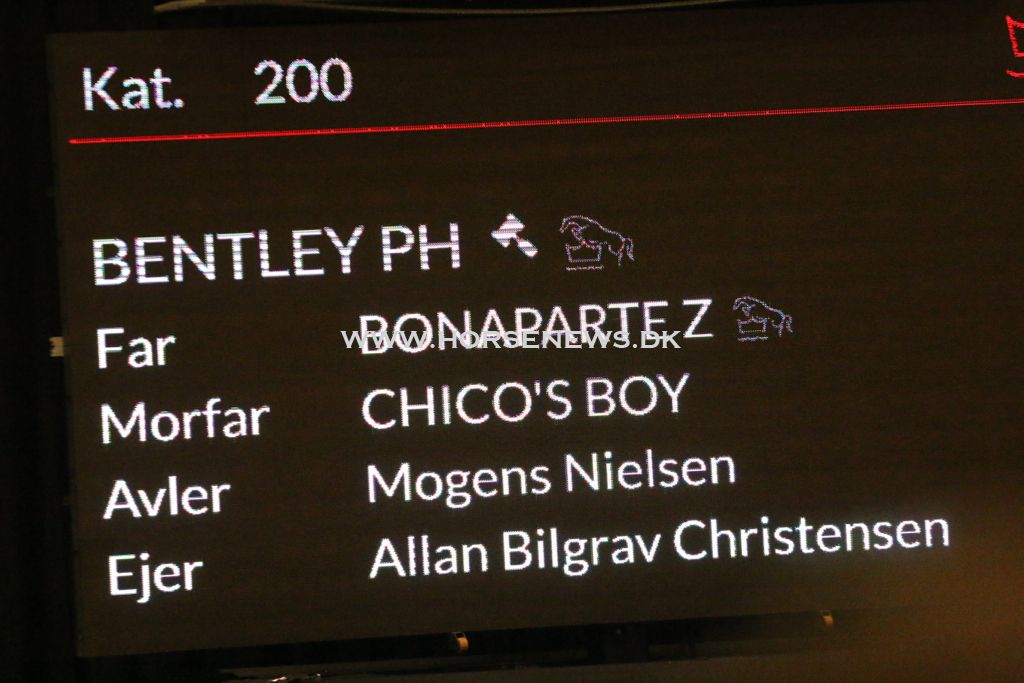 Kat. 200
BENTLEY PH
Far BONAPARTE Z
WWW.HORSENEWS.DK
Morfar CHICO'S BOY
Avler Mogens Nielsen
Ejer Allan Bilgrav Christensen